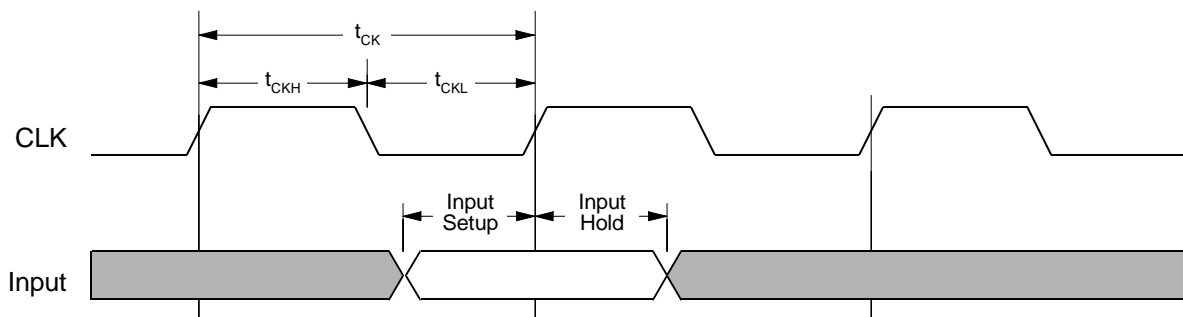 tCK
tCKH
tCKL
CLK
Input
Setup
Input
Hold
Input